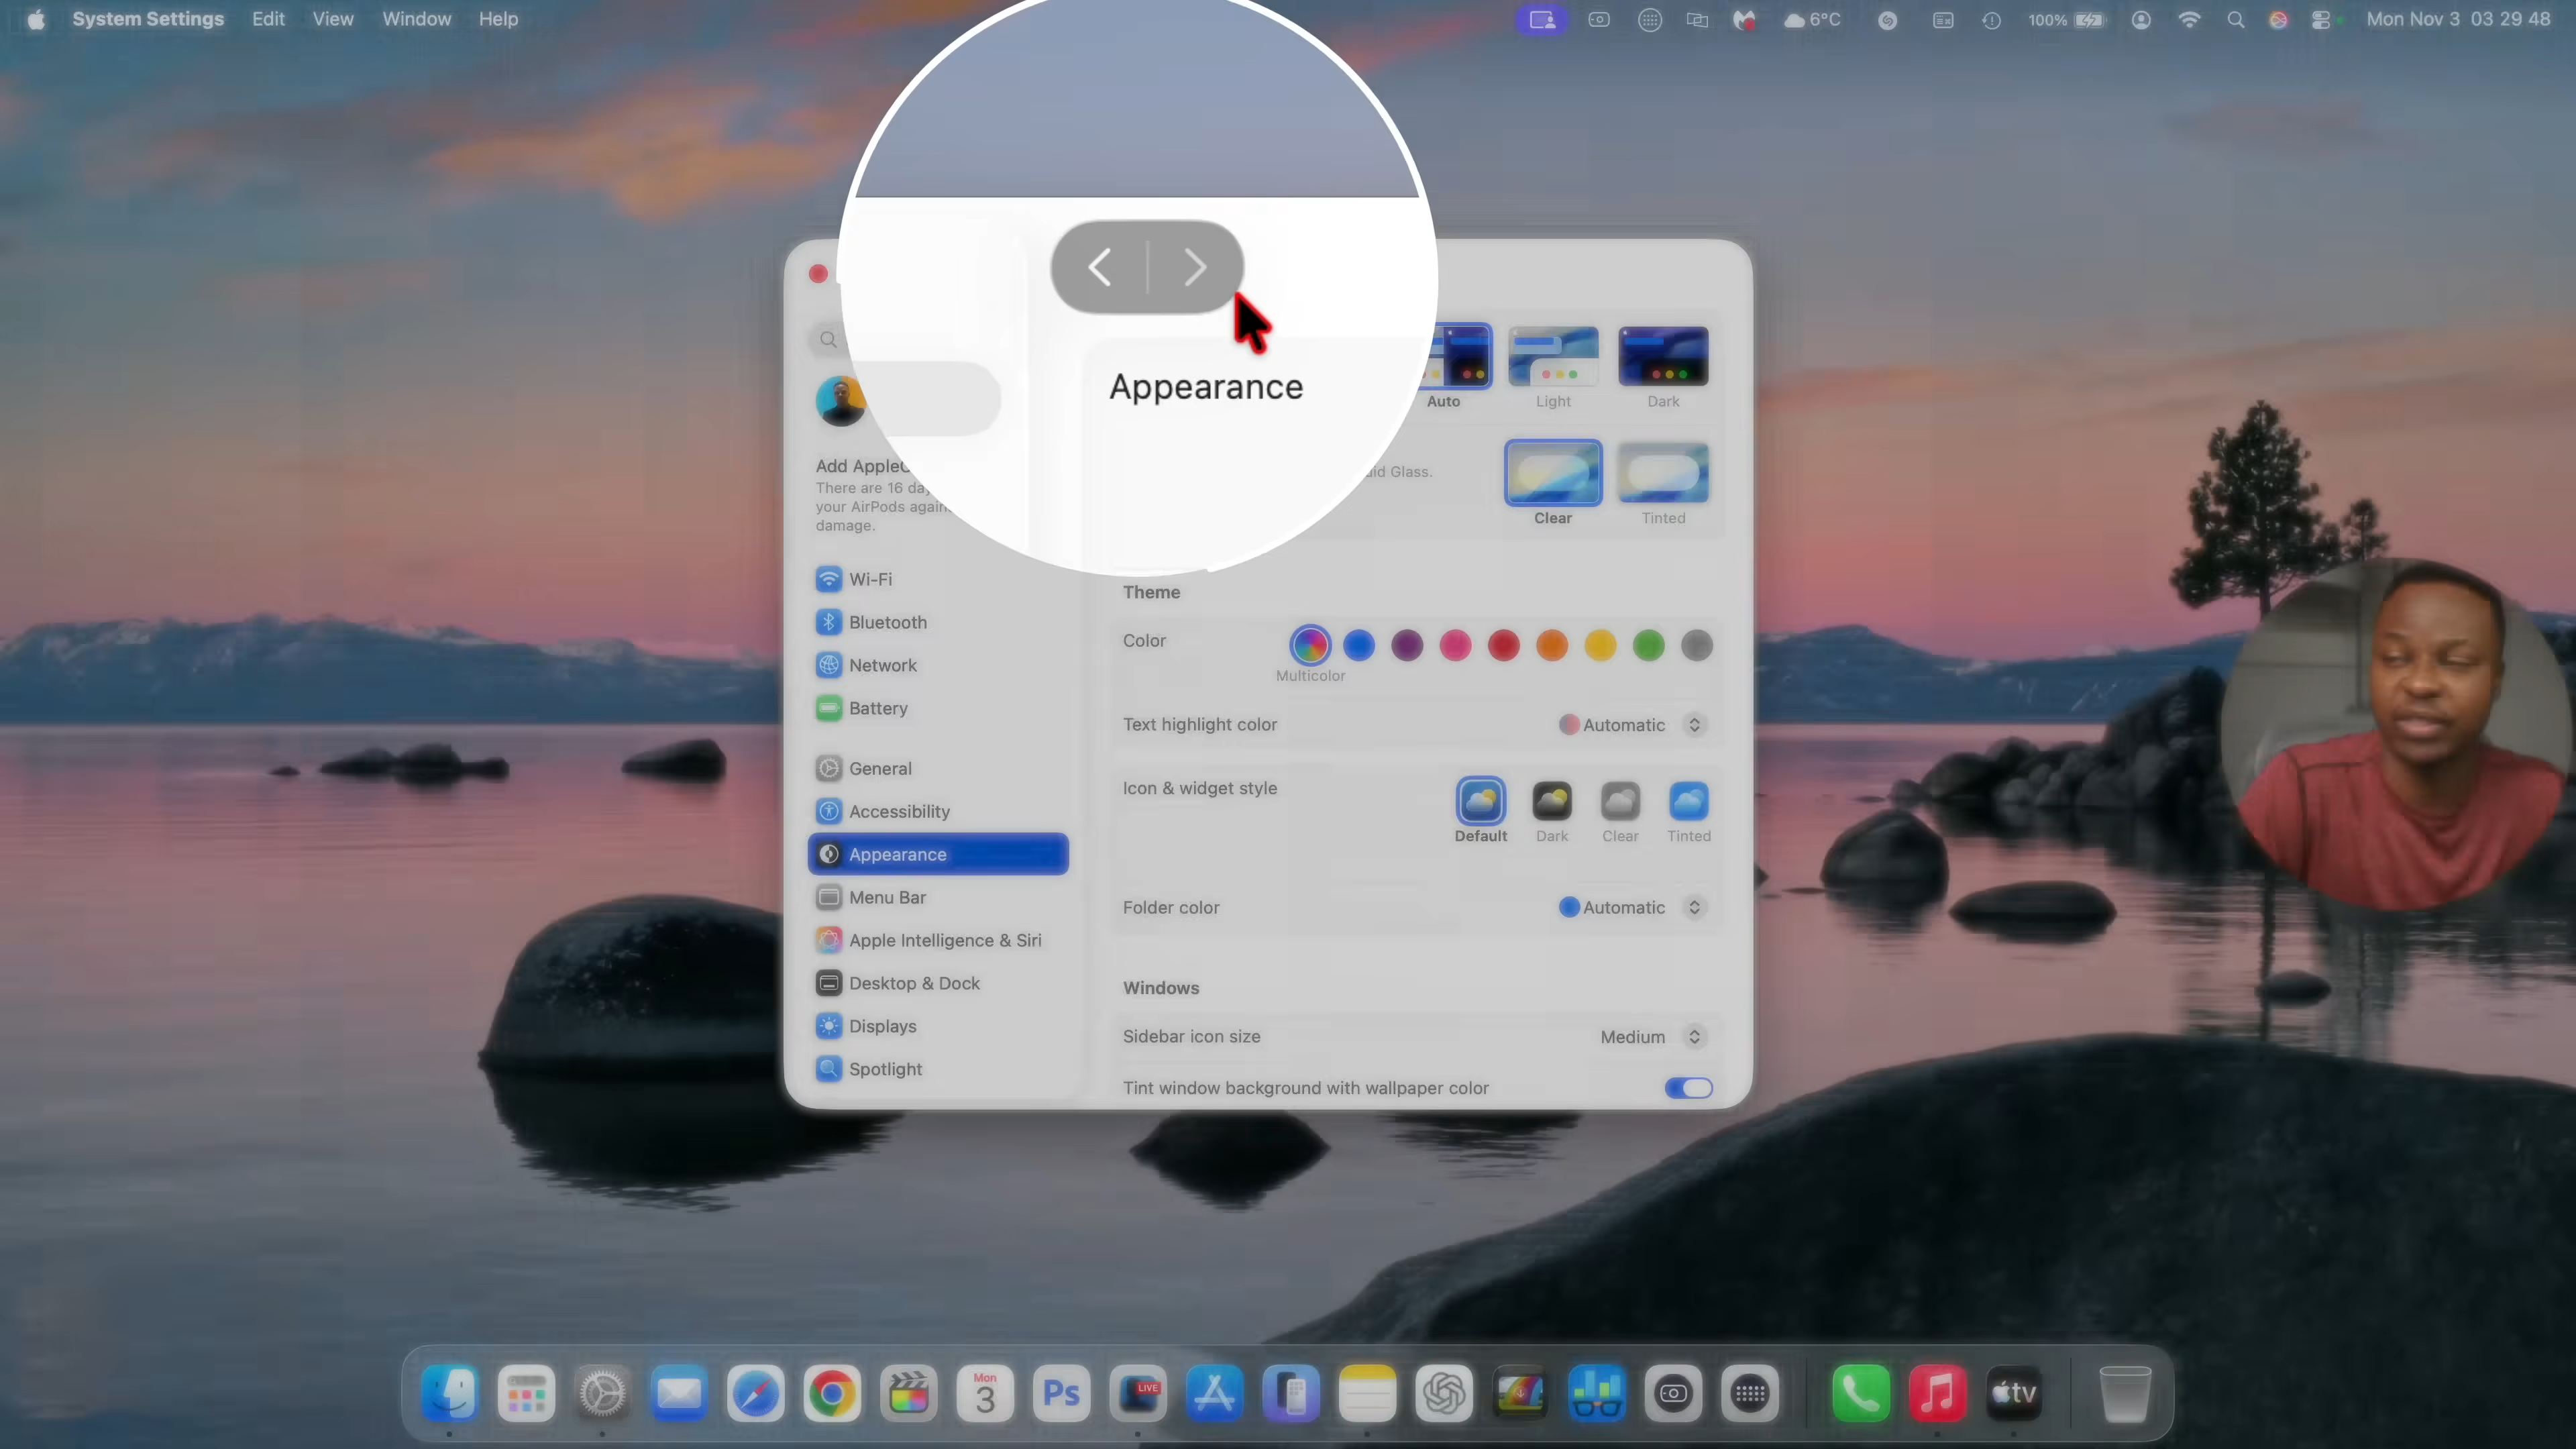 System Settings Edit View Window Help
6°C 100% Mon Nov 3 03 29 48
Appearance
Auto Light Dark
Add AppleC
There are 16 day
your AirPods again
damage.
uid Glass.
Clear Tinted
Wi-Fi
Bluetooth
Network
Battery
General
Accessibility
Appearance
Menu Bar
Apple Intelligence & Siri
Desktop & Dock
Displays
Spotlight
Theme
Color
Multicolor
Text highlight color Automatic
Icon & widget style
Default Dark Clear Tinted
Folder color Automatic
Windows
Sidebar icon size Medium
Tint window background with wallpaper color
Mon
3
Ps
LIVE
tv